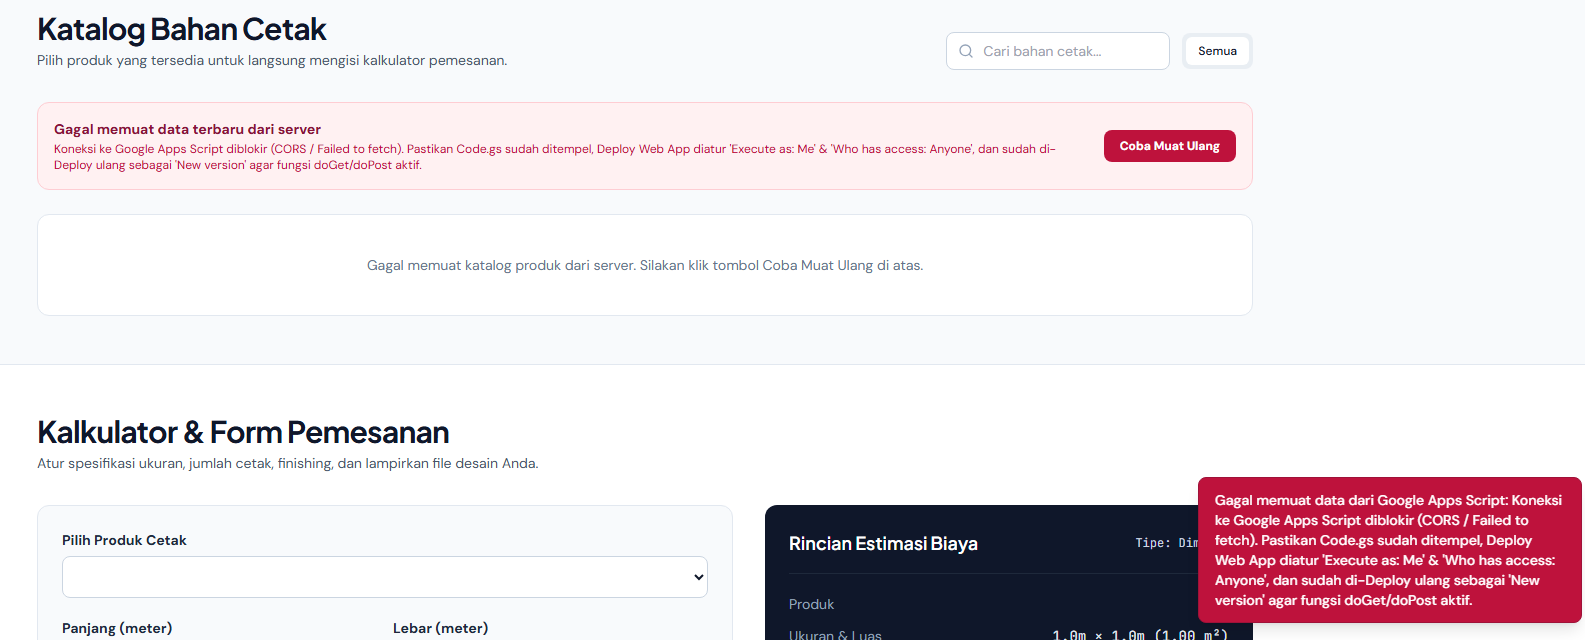 Katalog Bahan Cetak
Pilih produk yang tersedia untuk langsung mengisi kalkulator pemesanan.
Cari bahan cetak...
Semua
Gagal memuat data terbaru dari server
Koneksi ke Google Apps Script diblokir (CORS / Failed to fetch). Pastikan Code.gs sudah ditempel, Deploy Web App diatur 'Execute as: Me' & 'Who has access: Anyone', dan sudah di-
Deploy ulang sebagai 'New version' agar fungsi doGet/doPost aktif.
Coba Muat Ulang
Gagal memuat katalog produk dari server. Silakan klik tombol Coba Muat Ulang di atas.
Kalkulator & Form Pemesanan
Atur spesifikasi ukuran, jumlah cetak, finishing, dan lampirkan file desain Anda.
Pilih Produk Cetak
Panjang (meter)
Lebar (meter)
Rincian Estimasi Biaya
Tipe: Dim
Produk
Ukuran & Luas
1.0m × 1.0m (1.00 m²)
Gagal memuat data dari Google Apps Script: Koneksi
ke Google Apps Script diblokir (CORS / Failed to
fetch). Pastikan Code.gs sudah ditempel, Deploy
Web App diatur 'Execute as: Me' & 'Who has access:
Anyone', dan sudah di-Deploy ulang sebagai 'New
version' agar fungsi doGet/doPost aktif.